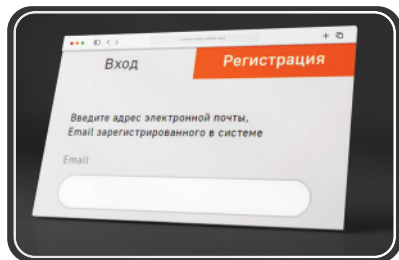 Вход
Регистрация
Введите адрес электронной почты,
Email зарегистрированного в системе
Email